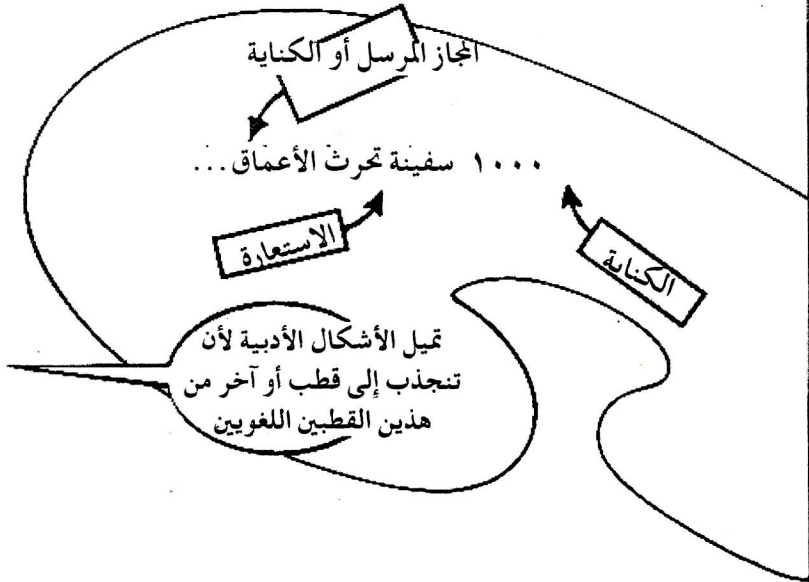 المجاز المرسل أو الكناية
١٠٠٠ سفينة تحرث الأعماق...
الاستعارة
الكناية
تميل الأشكال الأدبية لأن
تنجذب إلى قطب أو آخر من
هذين القطبين اللغويين